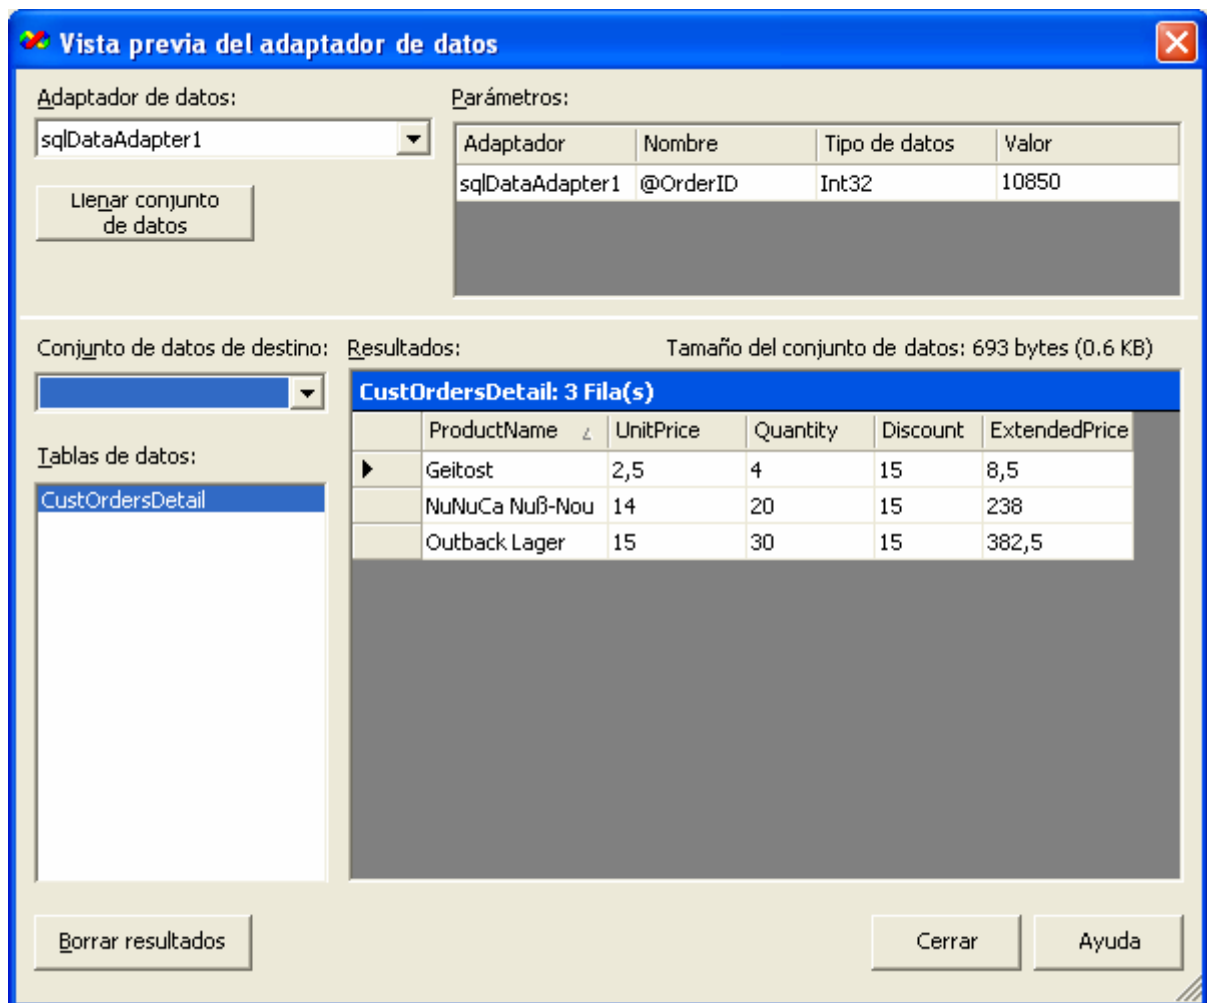 Vista previa del adaptador de datos
Adaptador de datos:
sqlDataAdapter1
Llenar conjunto
de datos
Parámetros:
Adaptador Nombre Tipo de datos Valor
sqlDataAdapter1 @OrderID Int32 10850
Conjunto de datos de destino:
Tablas de datos:
CustOrdersDetail
Resultados: Tamaño del conjunto de datos: 693 bytes (0.6 KB)
CustOrdersDetail: 3 Fila(s)
ProductName UnitPrice Quantity Discount ExtendedPrice
Geitost 2,5 4 15 8,5
NuNuCa Nuß-Nou 14 20 15 238
Outback Lager 15 30 15 382,5
Borrar resultados
Cerrar
Ayuda